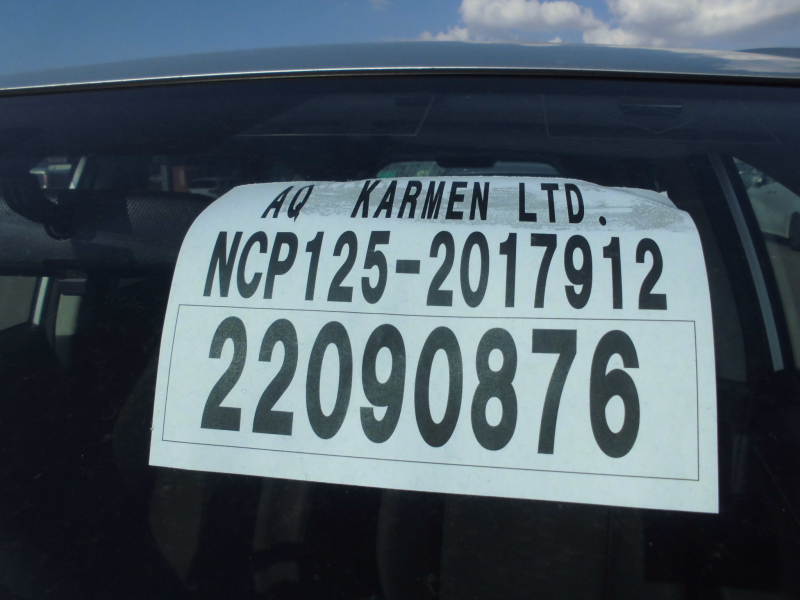 AQ KARMEN LTD.
NCP125-2017912
22090876